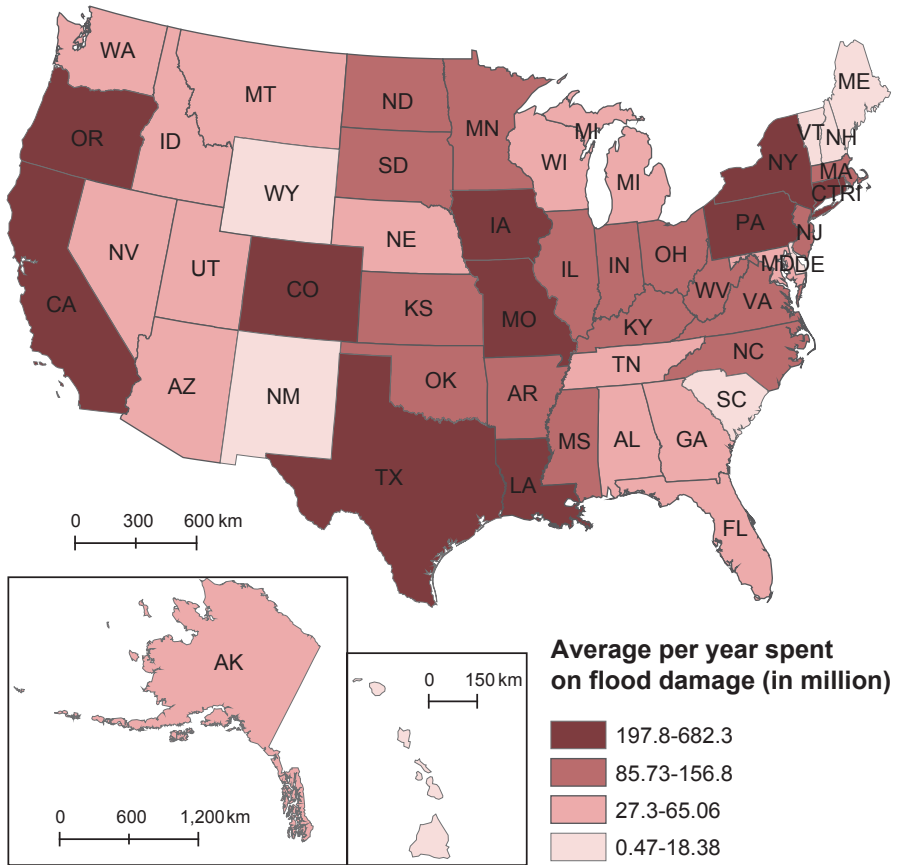 WA
MT
ND
MN
ME
OR
ID
SD
WI
MI
MI
NY
VT
NH
MA
CT
RI
WY
NE
IA
PA
NJ
NV
UT
CO
KS
IL
IN
OH
MD
DE
WV
VA
CA
MO
KY
NC
AZ
NM
OK
AR
TN
SC
TX
LA
MS
AL
GA
FL
0 300 600 km
AK
0 600 1,200 km
0 150 km
Average per year spent
on flood damage (in million)
197.8-682.3
85.73-156.8
27.3-65.06
0.47-18.38